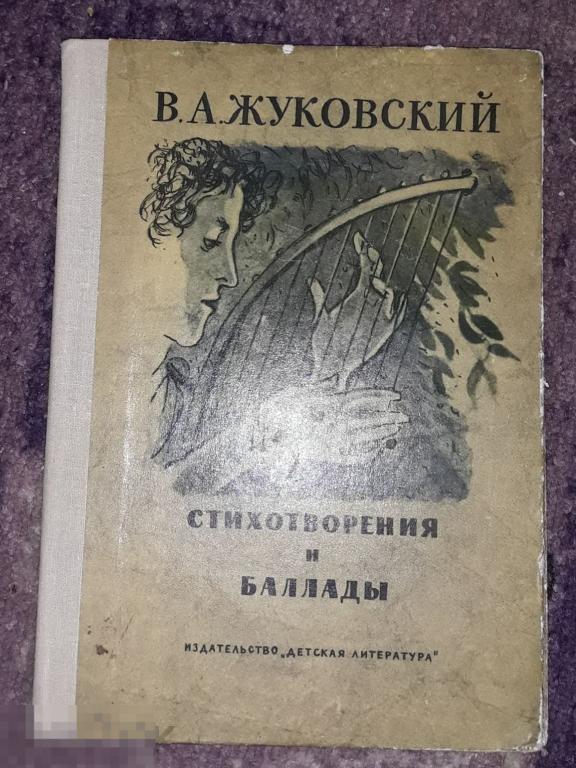 В.А.ЖУКОВСКИЙ
СТИХОТВОРЕНИЯ
и
БАЛЛАДЫ
ИЗДАТЕЛЬСТВО „ДЕТСКАЯ ЛИТЕРАТУРА"